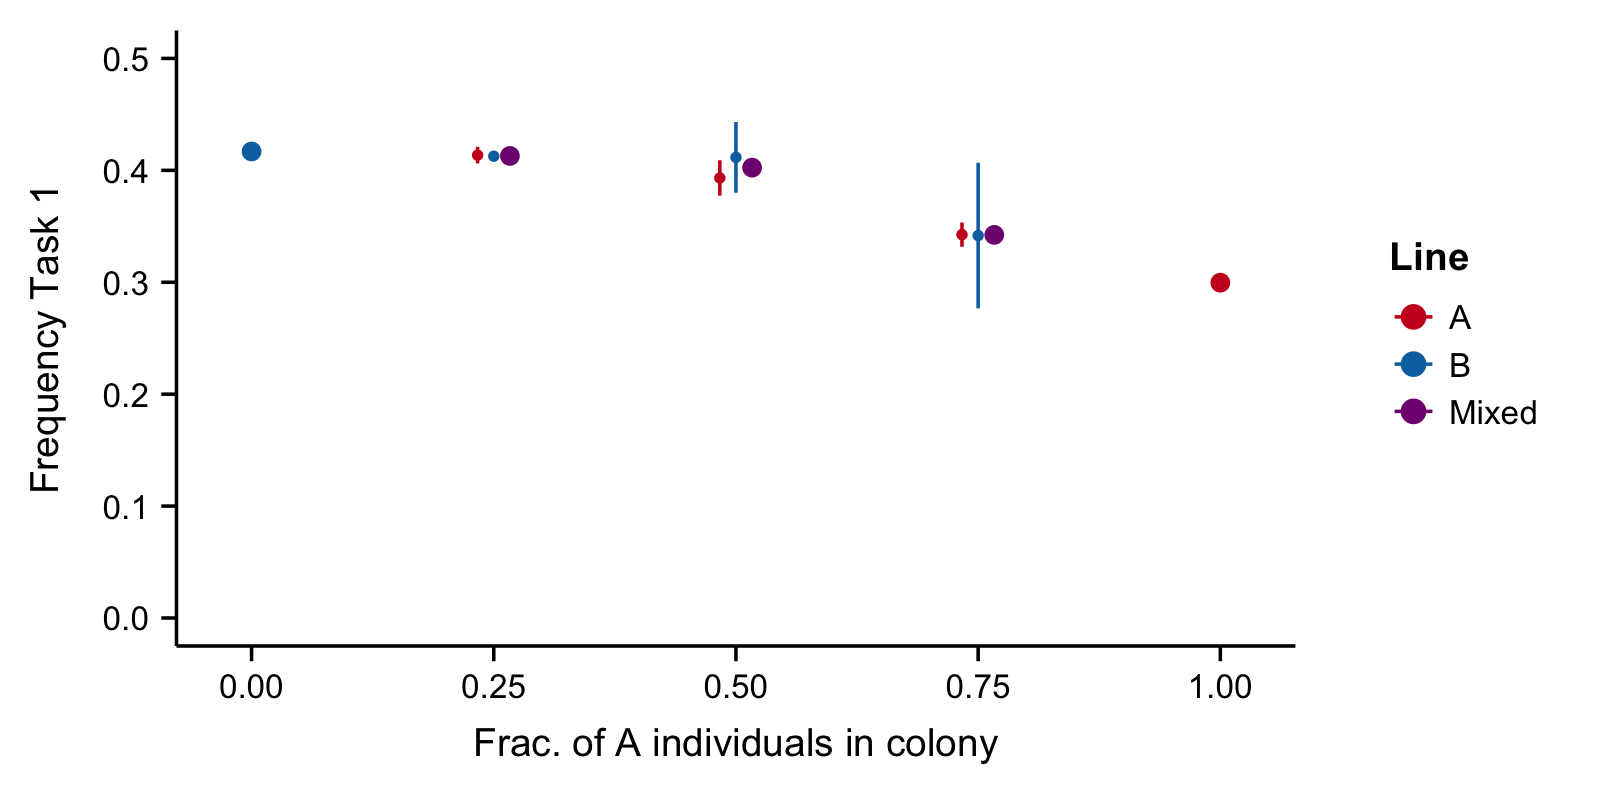 Frequency Task 1
0.5
0.4
0.3
0.2
0.1
0.0
0.00 0.25 0.50 0.75 1.00
Frac. of A individuals in colony
Line
A
B
Mixed